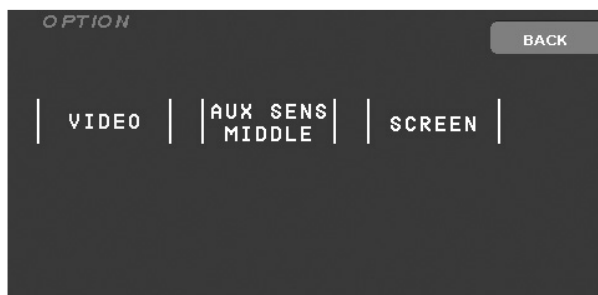 OPTION
BACK
VIDEO
AUX SENS
MIDDLE
SCREEN